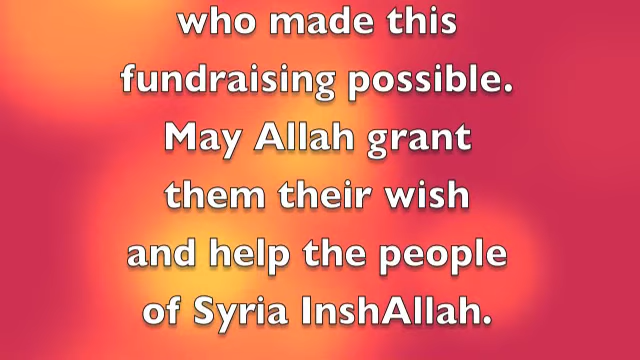 who made this
fundraising possible.
May Allah grant
them their wish
and help the people
of Syria InshAllah.